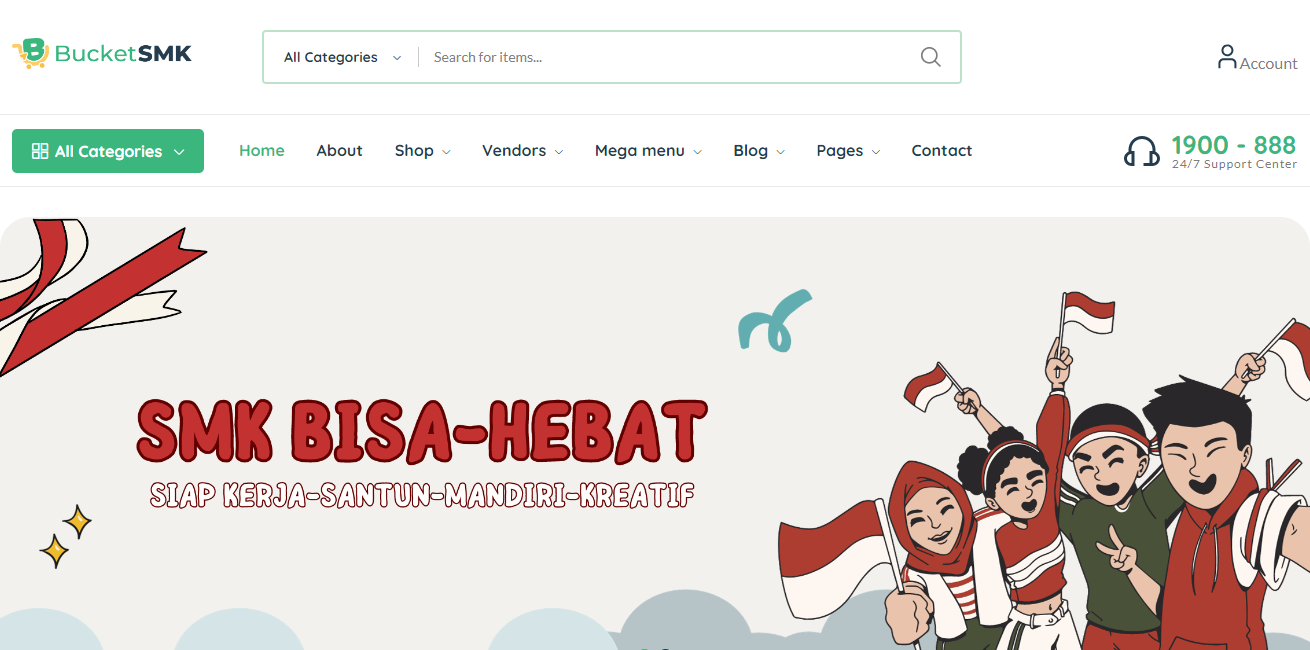 BucketSMK
All Categories
Search for items...
Account
All Categories
Home About Shop Vendors Mega menu Blog Pages Contact
1900 - 888
24/7 Support Center
SMK BISA-HEBAT
SIAP KERJA-SANTUN-MANDIRI-KREATIF